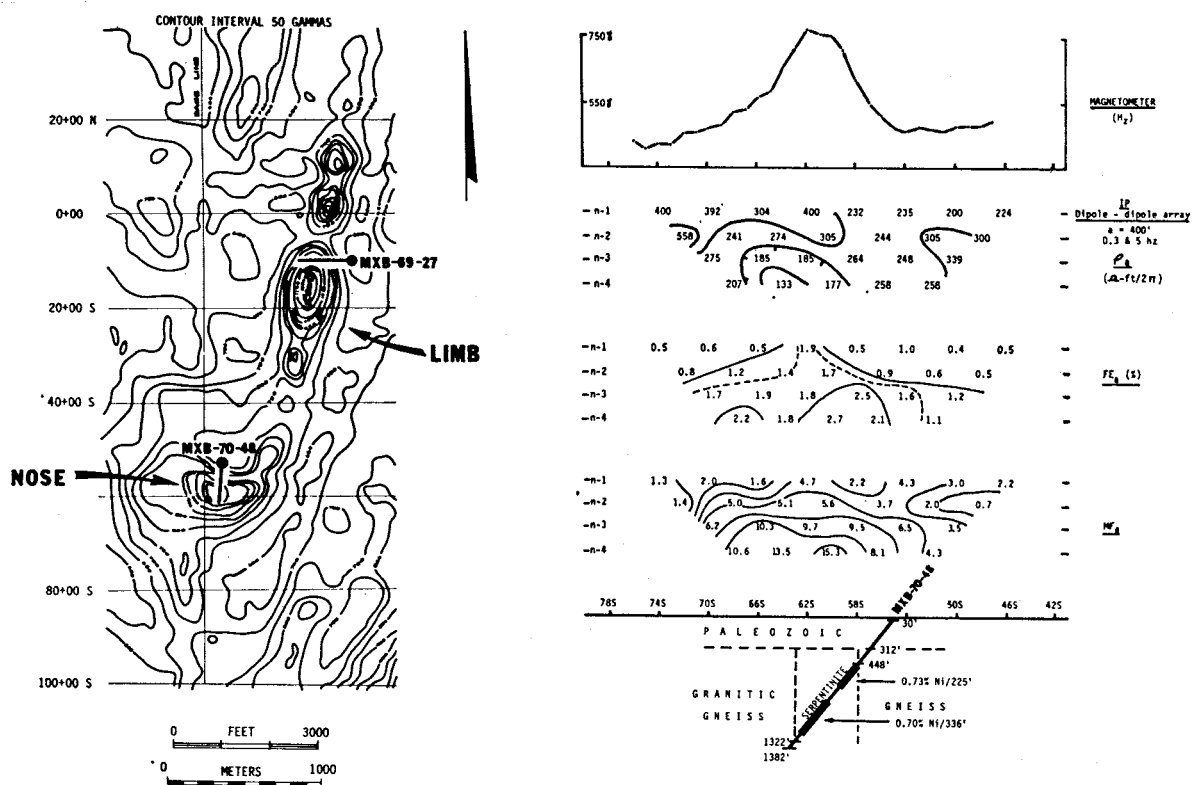 CONTOUR INTERVAL 50 GAMMAS
BASE LINE
20+00 N
0+00
20+00 S
40+00 S
80+00 S
100+00 S
MXB-69-27
LIMB
MXB-70-48
NOSE
0 FEET 3000
0 METERS 1000
750 γ
550 γ
MAGNETOMETER
(Hz)
IP
Dipole - dipole array
a = 400'
0.3 & 5 hz
ρa
(Ω-ft/2π)
n-1 400 392 304 400 232 235 200 224
n-2 558 241 274 305 244 305 300
n-3 275 185 185 264 248 339
n-4 207 133 177 258 258
FEa (%)
n-1 0.5 0.6 0.5 1.9 0.5 1.0 0.4 0.5
n-2 0.8 1.2 1.4 1.7 0.9 0.6 0.5
n-3 1.7 1.9 1.8 2.5 1.6 1.2
n-4 2.2 1.8 2.7 2.1 1.1
MFa
n-1 1.3 2.0 1.6 4.7 2.2 4.3 3.0 2.2
n-2 1.4 5.0 5.1 5.6 3.7 2.0 0.7
n-3 6.2 10.3 9.7 9.5 6.5 3.5
n-4 10.6 13.5 15.3 8.1 4.3
MXB-70-48
78S 74S 70S 66S 62S 58S 50S 46S 42S
30'
PALEOZOIC
312'
448'
0.73% Ni/225'
SERPENTINITE
GRANITIC
GNEISS
GNEISS
0.70% Ni/336'
1322'
1382'